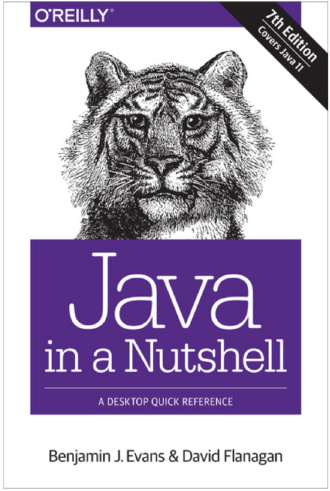 O'REILLY®
7th Edition
Covers Java 11
Java
in a Nutshell
A DESKTOP QUICK REFERENCE
Benjamin J. Evans & David Flanagan